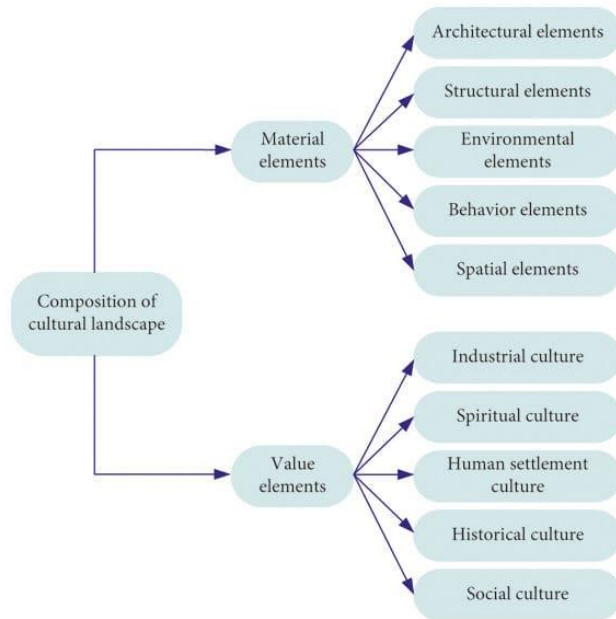 Architectural elements
Structural elements
Material
elements
Environmental
elements
Behavior elements
Spatial elements
Composition of
cultural landscape
Industrial culture
Spiritual culture
Value
elements
Human settlement
culture
Historical culture
Social culture